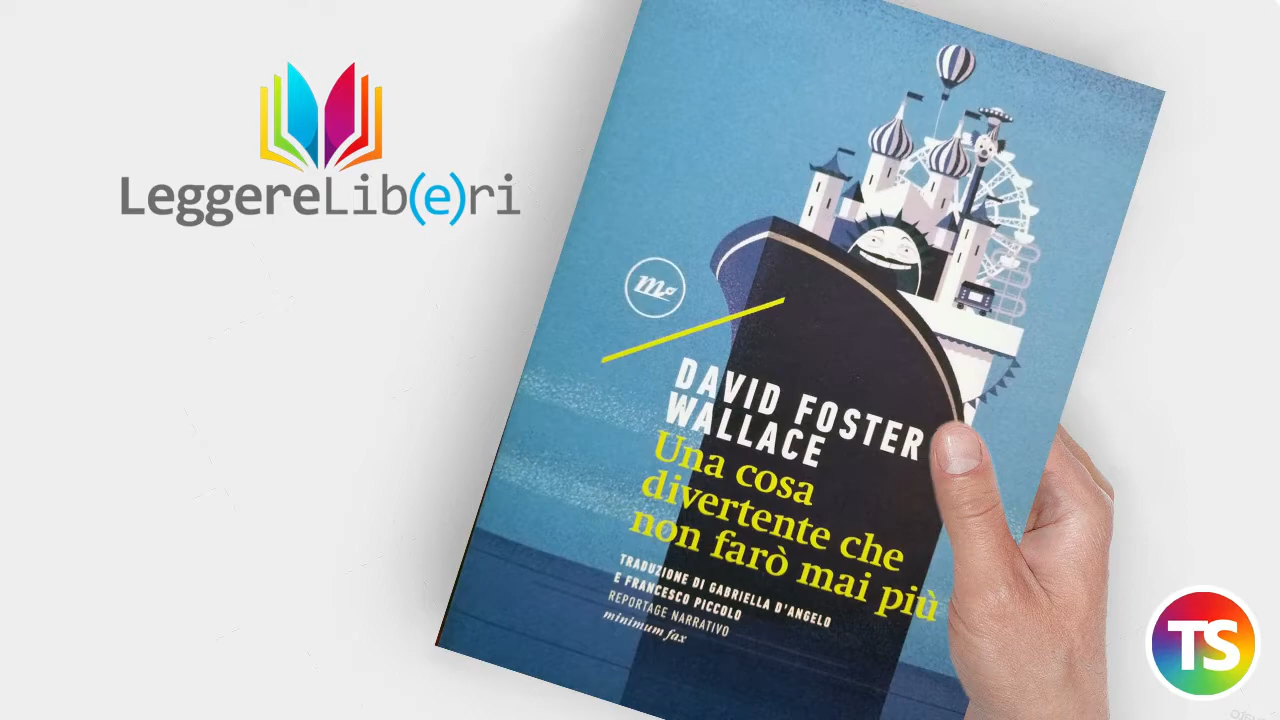 LeggereLib(e)ri
DAVID FOSTER
WALLACE
Una cosa
divertente che
non farò mai più
TRADUZIONE DI GABRIELLA D'ANGELO
E FRANCESCO PICCOLO
REPORTAGE NARRATIVO
minimum fax
TS